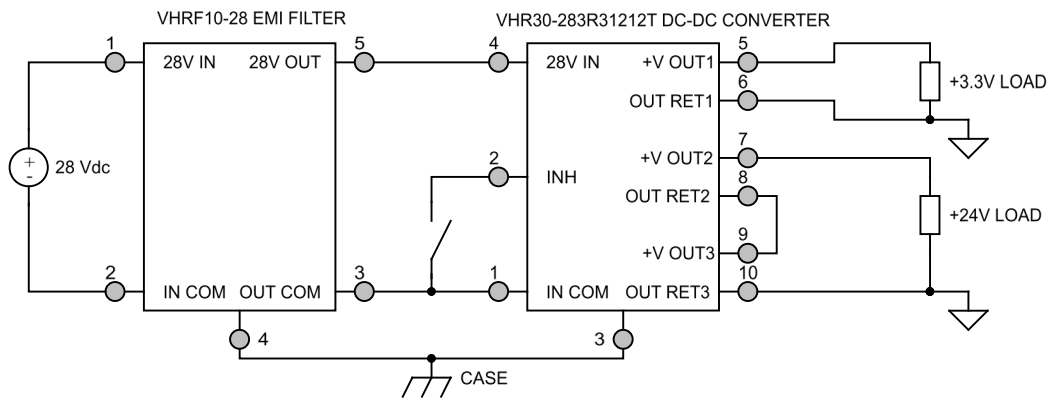 VHRF10-28 EMI FILTER
VHR30-283R31212T DC-DC CONVERTER
1
28V IN
28V OUT
5
4
28V IN
+V OUT1
5
OUT RET1
6
+3.3V LOAD
+
-
28 Vdc
2
INH
+V OUT2
7
OUT RET2
8
+24V LOAD
+V OUT3
9
2
IN COM
OUT COM
3
1
IN COM
OUT RET3
10
4
3
CASE